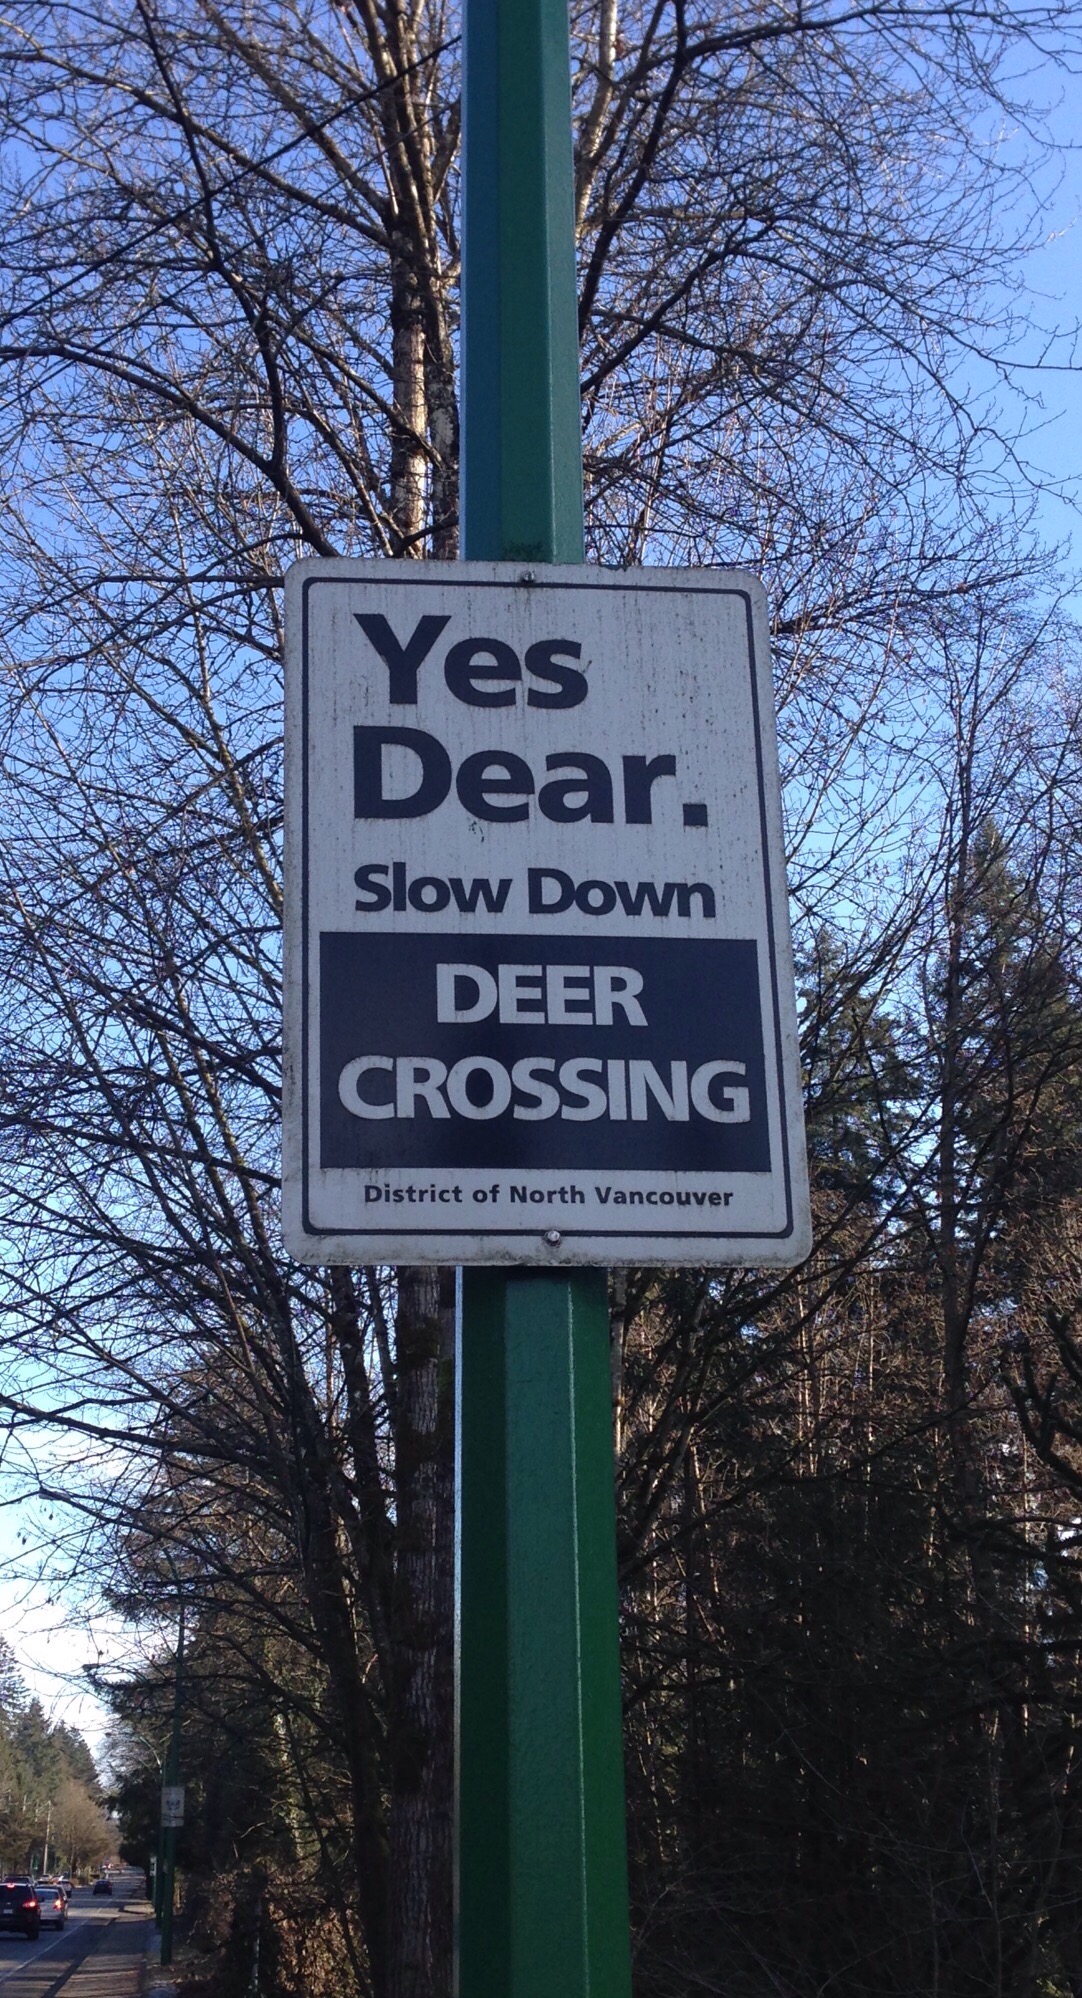 Yes
Dear.
Slow Down
DEER
CROSSING
District of North Vancouver